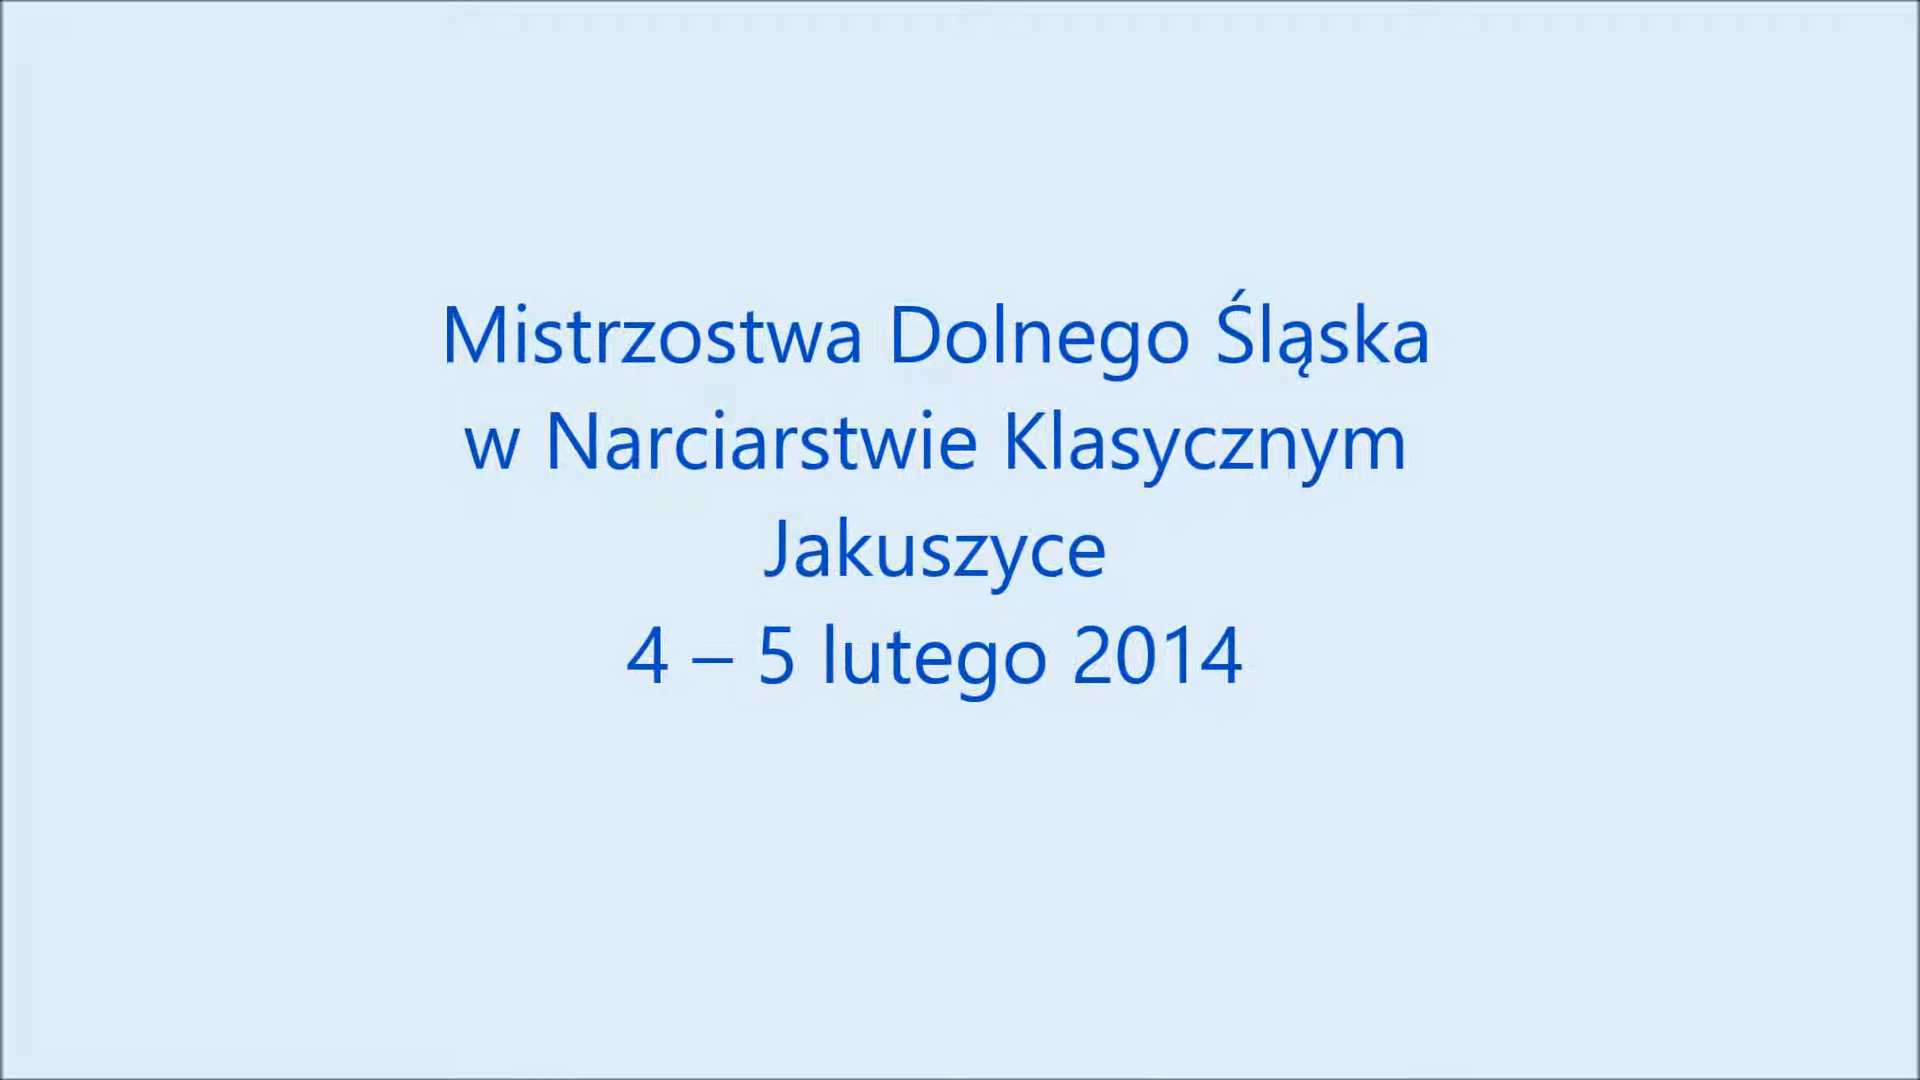 Mistrzostwa Dolnego Śląska
w Narciarstwie Klasycznym
Jakuszyce
4 – 5 lutego 2014